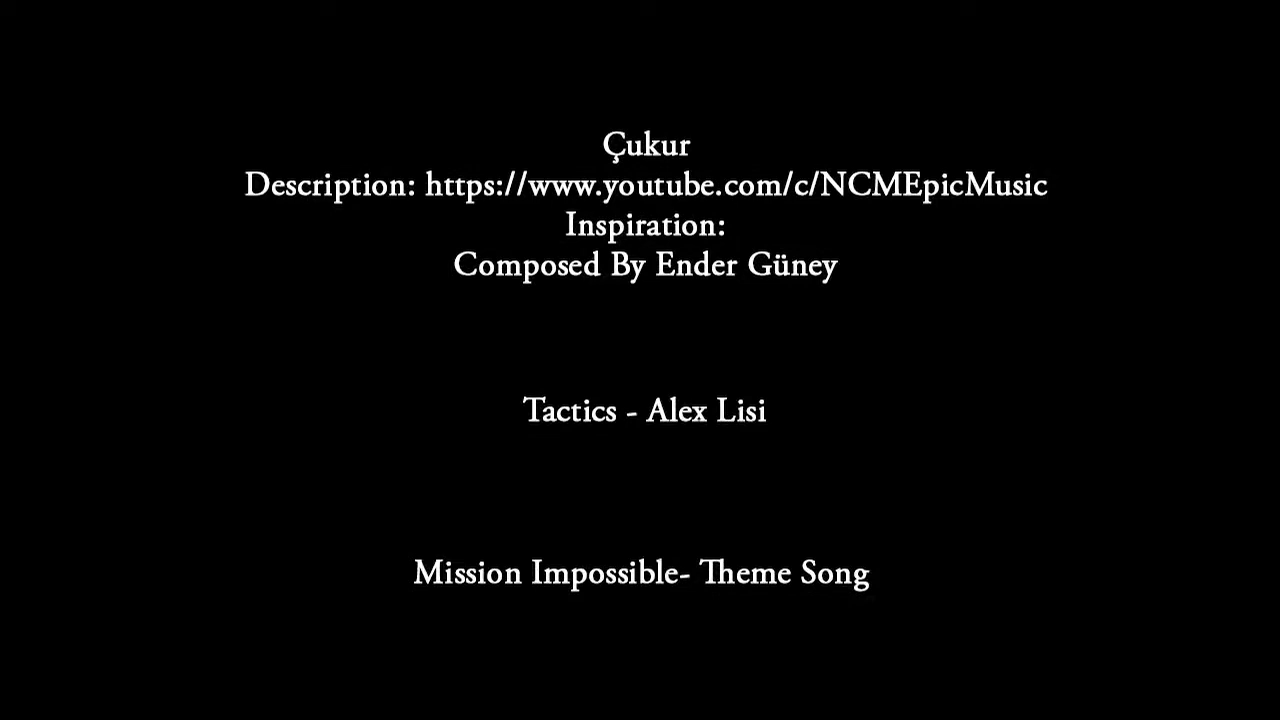 Çukur
Description: https://www.youtube.com/c/NCMEpicMusic
Inspiration:
Composed By Ender Güney
Tactics - Alex Lisi
Mission Impossible- Theme Song